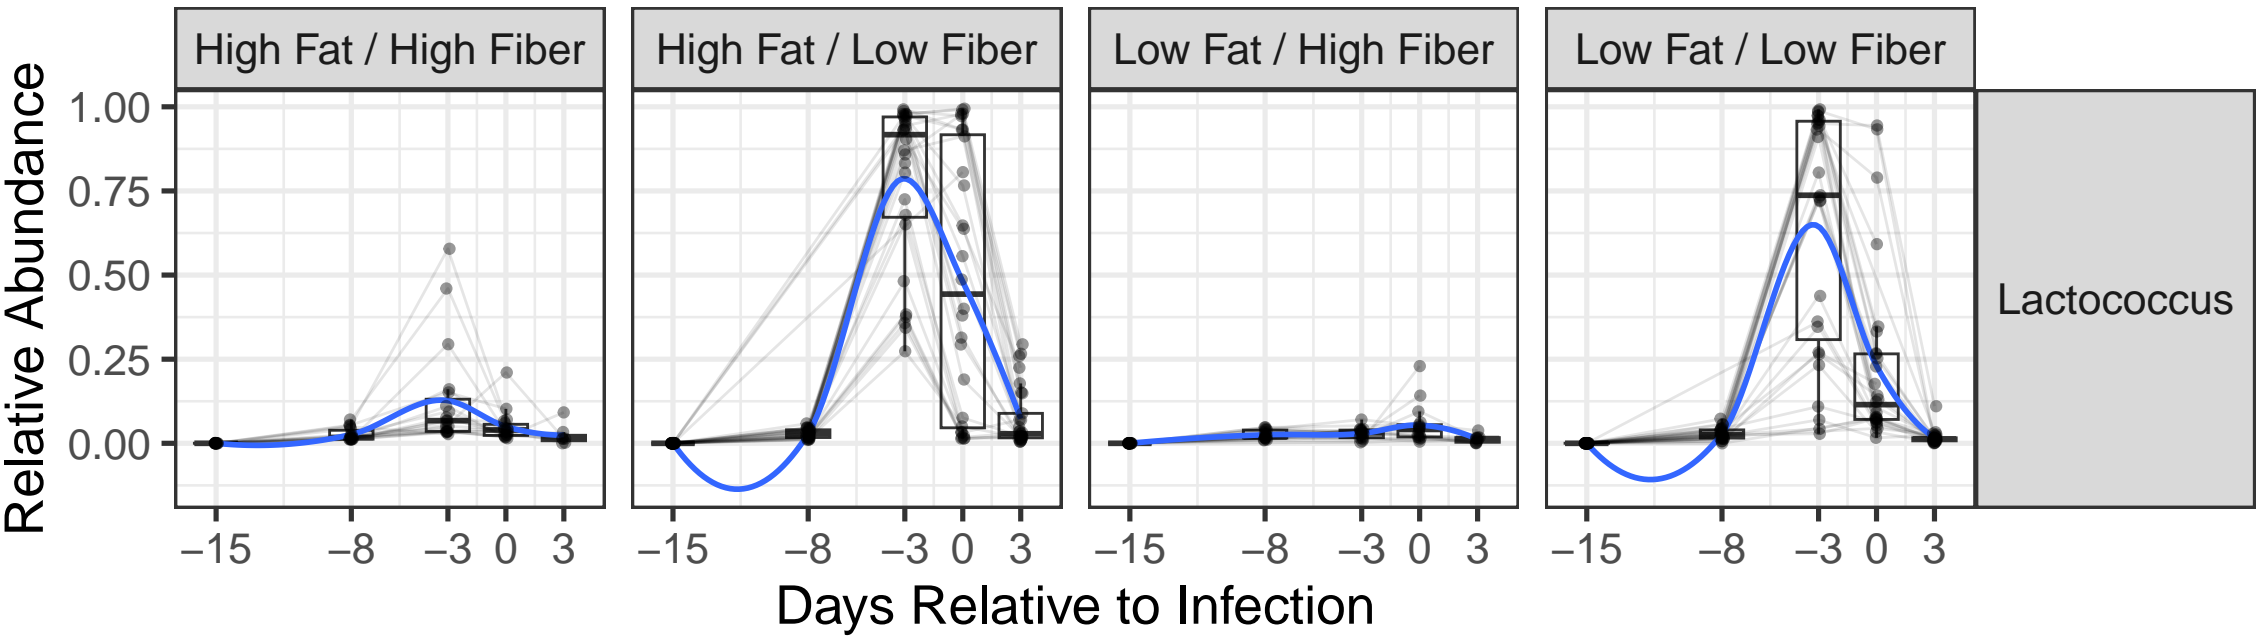 High Fat / High Fiber
High Fat / Low Fiber
Low Fat / High Fiber
Low Fat / Low Fiber
Relative Abundance
1.00
0.75
0.50
0.25
0.00
Lactococcus
−15 −8 −3 0 3
−15 −8 −3 0 3
−15 −8 −3 0 3
−15 −8 −3 0 3
Days Relative to Infection